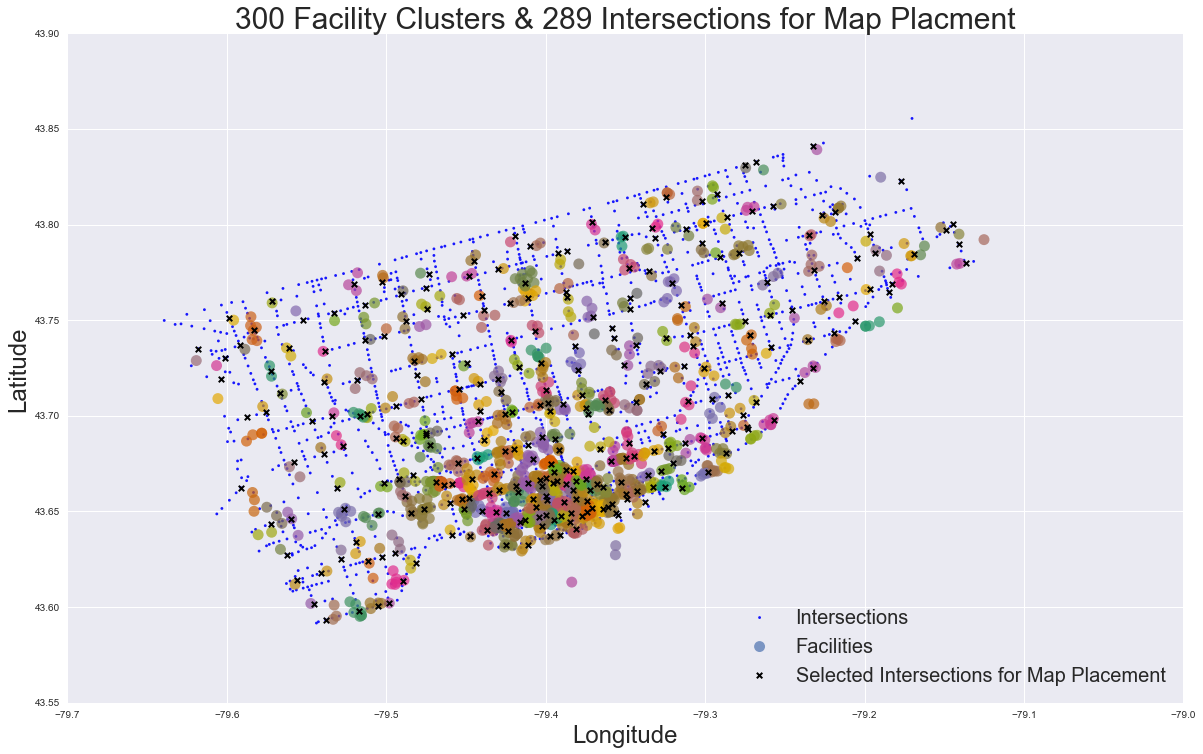 300 Facility Clusters & 289 Intersections for Map Placment
43.90
43.85
43.80
43.75
43.70
43.65
43.60
43.55
Latitude
Intersections
Facilities
Selected Intersections for Map Placement
−79.7 −79.6 −79.5 −79.4 −79.3 −79.2 −79.1 −79.0
Longitude